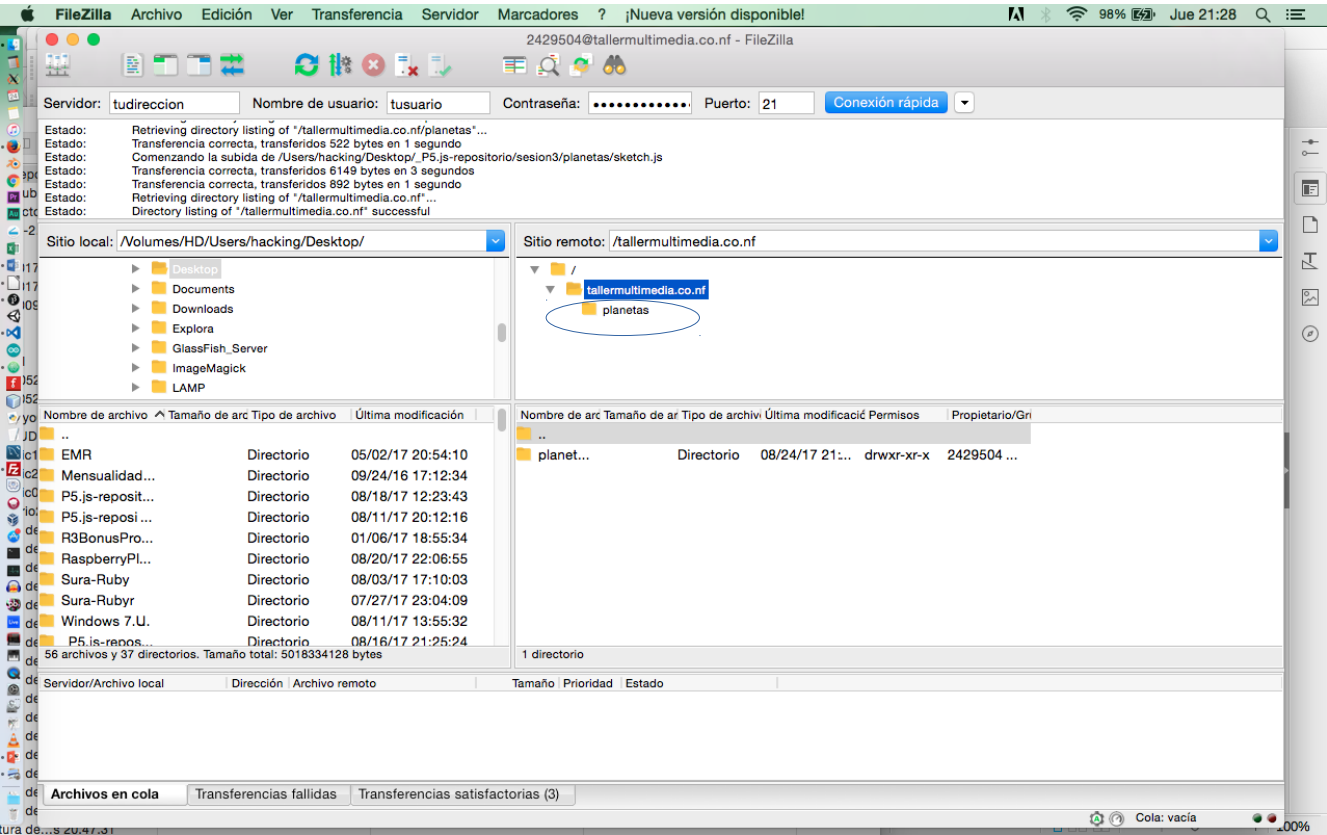 FileZilla Archivo Edición Ver Transferencia Servidor Marcadores ? ¡Nueva versión disponible! 98% Jue 21:28
2429504@tallermultimedia.co.nf - FileZilla
Servidor: tudireccion Nombre de usuario: tusuario Contraseña: ●●●●●●●●●●●●● Puerto: 21 Conexión rápida
Estado: Retrieving directory listing of "/tallermultimedia.co.nf/planetas"...
Estado: Transferencia correcta, transferidos 522 bytes en 1 segundo
Estado: Comenzando la subida de /Users/hacking/Desktop/_P5.js-repositorio/sesion3/planetas/sketch.js
Estado: Transferencia correcta, transferidos 6149 bytes en 3 segundos
Estado: Transferencia correcta, transferidos 892 bytes en 1 segundo
Estado: Retrieving directory listing of "/tallermultimedia.co.nf"...
Estado: Directory listing of "/tallermultimedia.co.nf" successful
Sitio local: /Volumes/HD/Users/hacking/Desktop/
Desktop
Documents
Downloads
Explora
GlassFish_Server
ImageMagick
LAMP
Sitio remoto: /tallermultimedia.co.nf
/
tallermultimedia.co.nf
planetas
Nombre de archivo Tamaño de arc Tipo de archivo Última modificación
..
EMR Directorio 05/02/17 20:54:10
Mensualidad... Directorio 09/24/16 17:12:34
P5.js-reposit... Directorio 08/18/17 12:23:43
P5.js-reposi ... Directorio 08/11/17 20:12:16
R3BonusPro... Directorio 01/06/17 18:55:34
RaspberryPI... Directorio 08/20/17 22:06:55
Sura-Ruby Directorio 08/03/17 17:10:03
Sura-Rubyr Directorio 07/27/17 23:04:09
Windows 7.U. Directorio 08/11/17 13:55:32
_P5.js-repos... Directorio 08/16/17 21:25:24
56 archivos y 37 directorios. Tamaño total: 5018334128 bytes
Nombre de arc Tamaño de ar Tipo de archiv Última modificació Permisos Propietario/Gru
..
planet... Directorio 08/24/17 21:... drwxr-xr-x 2429504 ...
1 directorio
Servidor/Archivo local Dirección Archivo remoto Tamaño Prioridad Estado
Archivos en cola Transferencias fallidas Transferencias satisfactorias (3)
Cola: vacía
100%